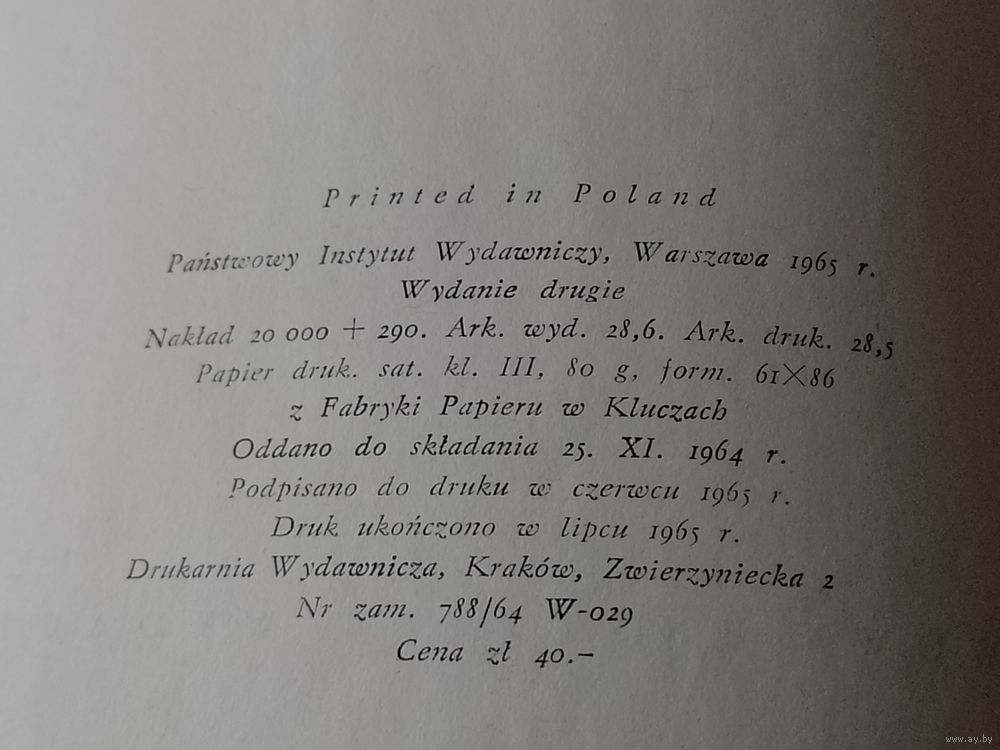 Printed in Poland
Państwowy Instytut Wydawniczy, Warszawa 1965 r.
Wydanie drugie
Nakład 20 000 + 290. Ark. wyd. 28,6. Ark. druk. 28,5
Papier druk. sat. kl. III, 80 g, form. 61×86
z Fabryki Papieru w Kluczach
Oddano do składania 25. XI. 1964 r.
Podpisano do druku w czerwcu 1965 r.
Druk ukończono w lipcu 1965 r.
Drukarnia Wydawnicza, Kraków, Zwierzyniecka 2
Nr zam. 788/64 W-029
Cena zł 40.–
www.ay.by